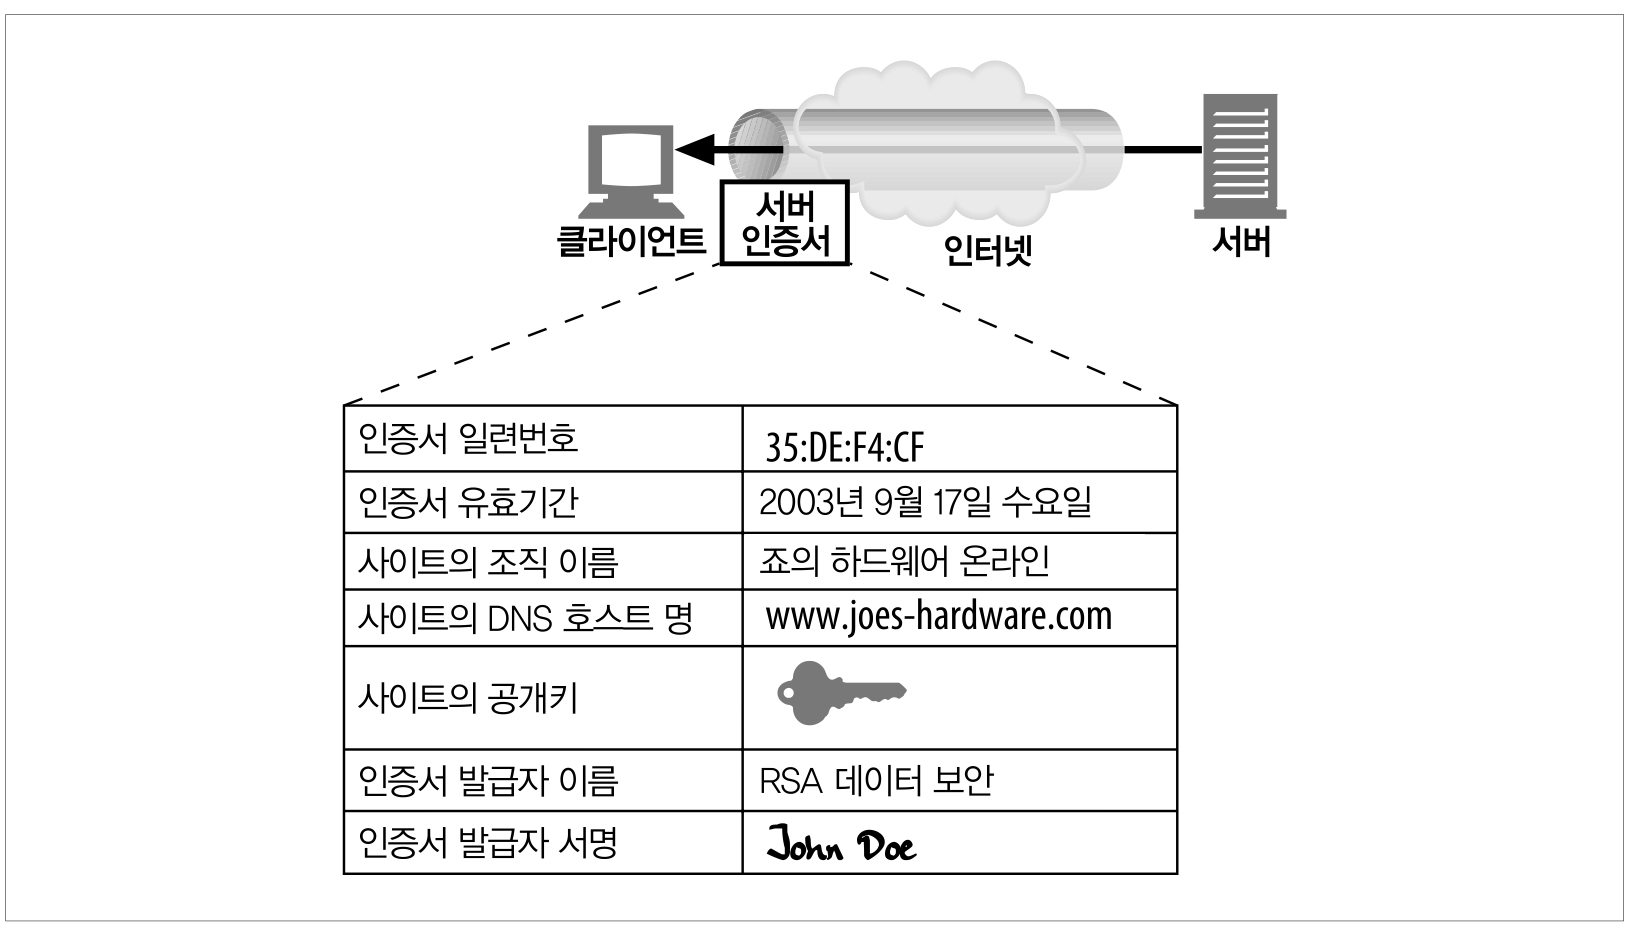 클라이언트
서버
인증서
인터넷
서버
인증서 일련번호 35:DE:F4:CF
인증서 유효기간 2003년 9월 17일 수요일
사이트의 조직 이름 죠의 하드웨어 온라인
사이트의 DNS 호스트 명 www.joes-hardware.com
사이트의 공개키
인증서 발급자 이름 RSA 데이터 보안
인증서 발급자 서명 John Doe